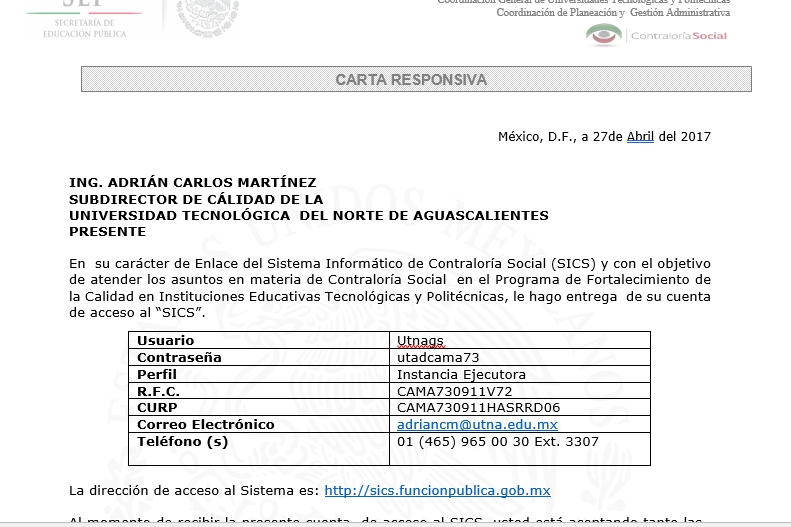 SECRETARÍA DE
EDUCACIÓN PÚBLICA
Coordinación General de Universidades Tecnológicas y Politécnicas
Coordinación de Planeación y Gestión Administrativa
ContraloríaSocial
CARTA RESPONSIVA
México, D.F., a 27de Abril del 2017
ING. ADRIÁN CARLOS MARTÍNEZ
SUBDIRECTOR DE CÁLIDAD DE LA
UNIVERSIDAD TECNOLÓGICA DEL NORTE DE AGUASCALIENTES
PRESENTE
En su carácter de Enlace del Sistema Informático de Contraloría Social (SICS) y con el objetivo
de atender los asuntos en materia de Contraloría Social en el Programa de Fortalecimiento de
la Calidad en Instituciones Educativas Tecnológicas y Politécnicas, le hago entrega de su cuenta
de acceso al “SICS”.
Usuario Utnags
Contraseña utadcama73
Perfil Instancia Ejecutora
R.F.C. CAMA730911V72
CURP CAMA730911HASRRD06
Correo Electrónico adriancm@utna.edu.mx
Teléfono (s) 01 (465) 965 00 30 Ext. 3307
La dirección de acceso al Sistema es: http://sics.funcionpublica.gob.mx
Al momento de recibir la presente cuenta de acceso al SICS, usted está aceptando tanto las